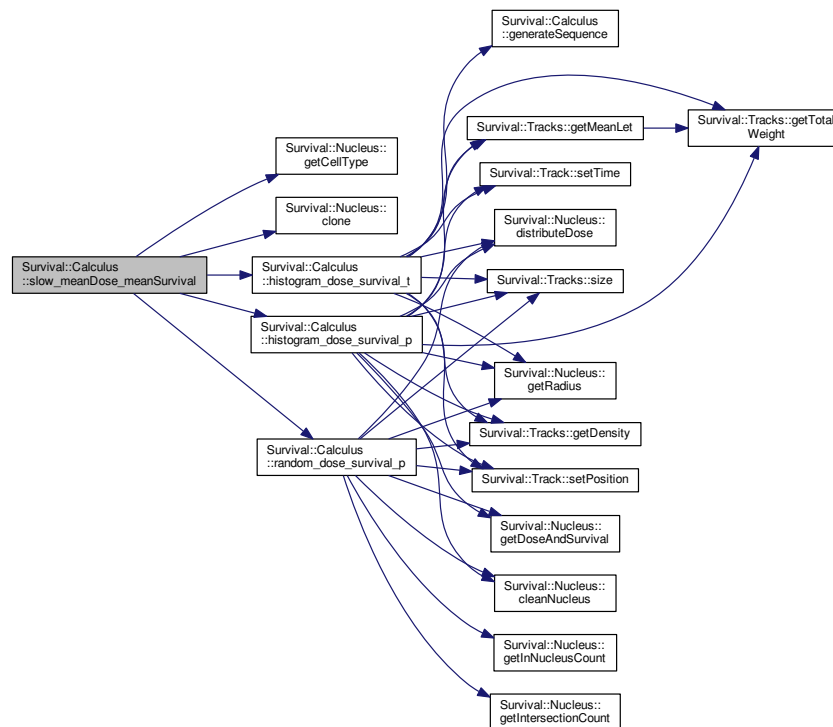 Survival::Calculus
::slow_meanDose_meanSurvival
Survival::Nucleus::
getCellType
Survival::Nucleus::
clone
Survival::Calculus
::histogram_dose_survival_t
Survival::Calculus
::histogram_dose_survival_p
Survival::Calculus
::random_dose_survival_p
Survival::Calculus
::generateSequence
Survival::Tracks::getMeanLet
Survival::Track::setTime
Survival::Nucleus::
distributeDose
Survival::Tracks::size
Survival::Nucleus::
getRadius
Survival::Tracks::getDensity
Survival::Track::setPosition
Survival::Nucleus::
getDoseAndSurvival
Survival::Nucleus::
cleanNucleus
Survival::Nucleus::
getInNucleusCount
Survival::Nucleus::
getIntersectionCount
Survival::Tracks::getTotal
Weight